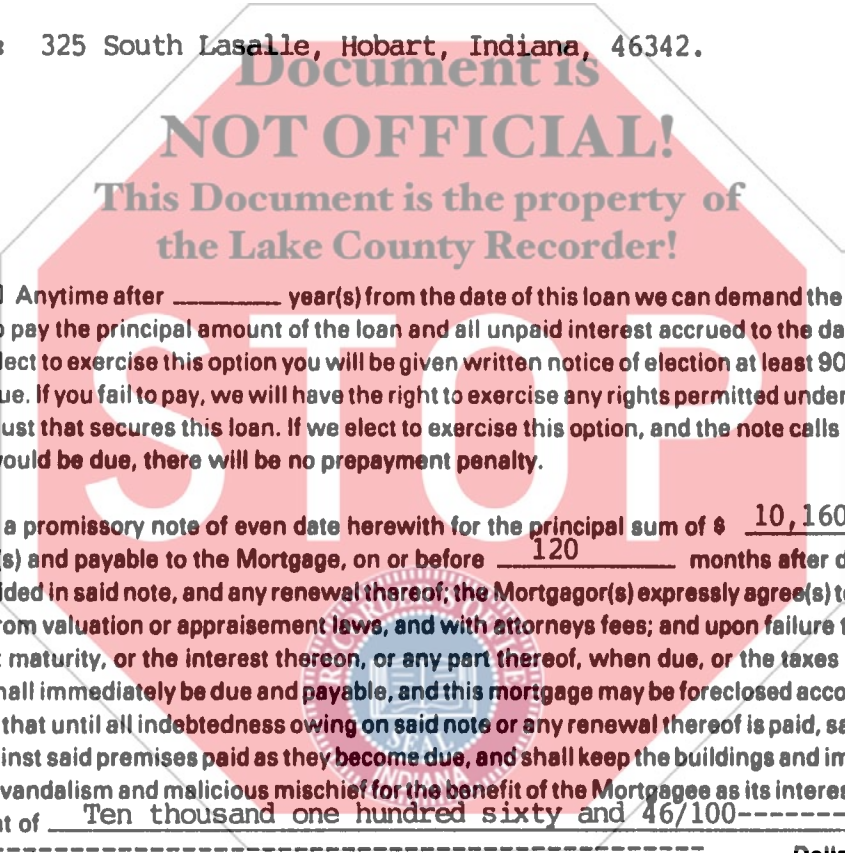 325 South Lasalle, Hobart, Indiana, 46342.
Document is
NOT OFFICIAL!
This Document is the property of
the Lake County Recorder!
Anytime after ________ year(s) from the date of this loan we can demand the
pay the principal amount of the loan and all unpaid interest accrued to the da
lect to exercise this option you will be given written notice of election at least 90
ue. If you fail to pay, we will have the right to exercise any rights permitted under
ust that secures this loan. If we elect to exercise this option, and the note calls
ould be due, there will be no prepayment penalty.
STOP
a promissory note of even date herewith for the principal sum of $ 10,160
(s) and payable to the Mortgage, on or before 120 months after d
ided in said note, and any renewal thereof; the Mortgagor(s) expressly agree(s) t
rom valuation or appraisement laws, and with attorneys fees; and upon failure t
maturity, or the interest thereon, or any part thereof, when due, or the taxes
hall immediately be due and payable, and this mortgage may be foreclosed acco
that until all indebtedness owing on said note or any renewal thereof is paid, sa
inst said premises paid as they become due, and shall keep the buildings and im
vandalism and malicious mischief for the benefit of the Mortgagee as its interes
nt of Ten thousand one hundred sixty and 46/100--------
RECORDER OF THE
SEAL
INDIANA